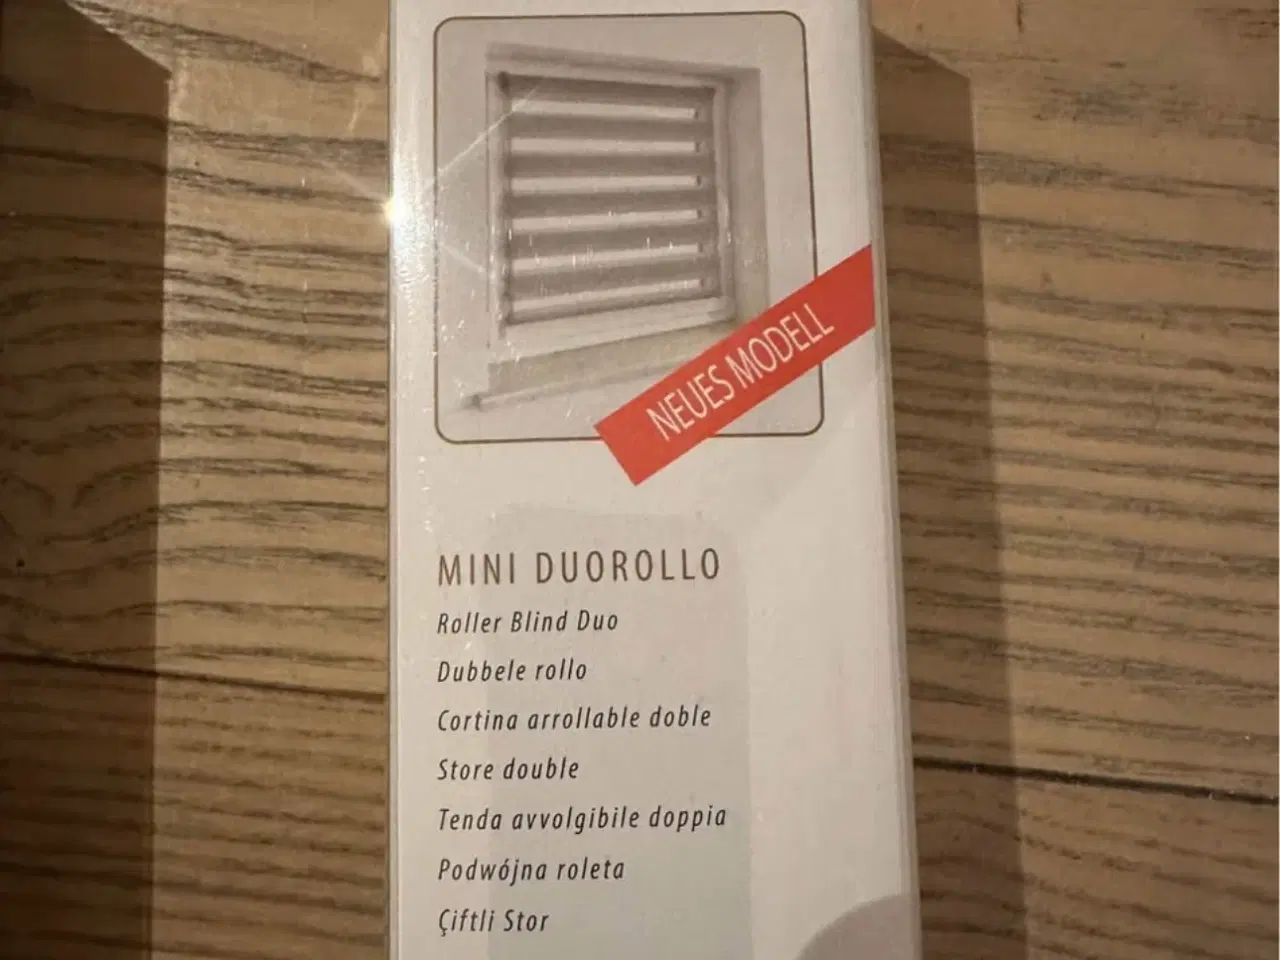 NEUES MODELL
MINI DUOROLLO
Roller Blind Duo
Dubbele rollo
Cortina arrollable doble
Store double
Tenda avvolgibile doppia
Podwójna roleta
Çiftli Stor